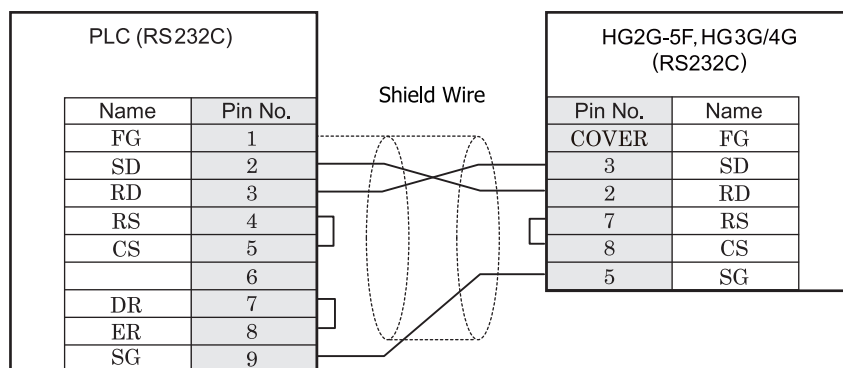 PLC (RS232C)
HG2G-5F, HG3G/4G
(RS232C)
Shield Wire
Name Pin No.
FG 1
SD 2
RD 3
RS 4
CS 5
6
DR 7
ER 8
SG 9
Pin No. Name
COVER FG
3 SD
2 RD
7 RS
8 CS
5 SG